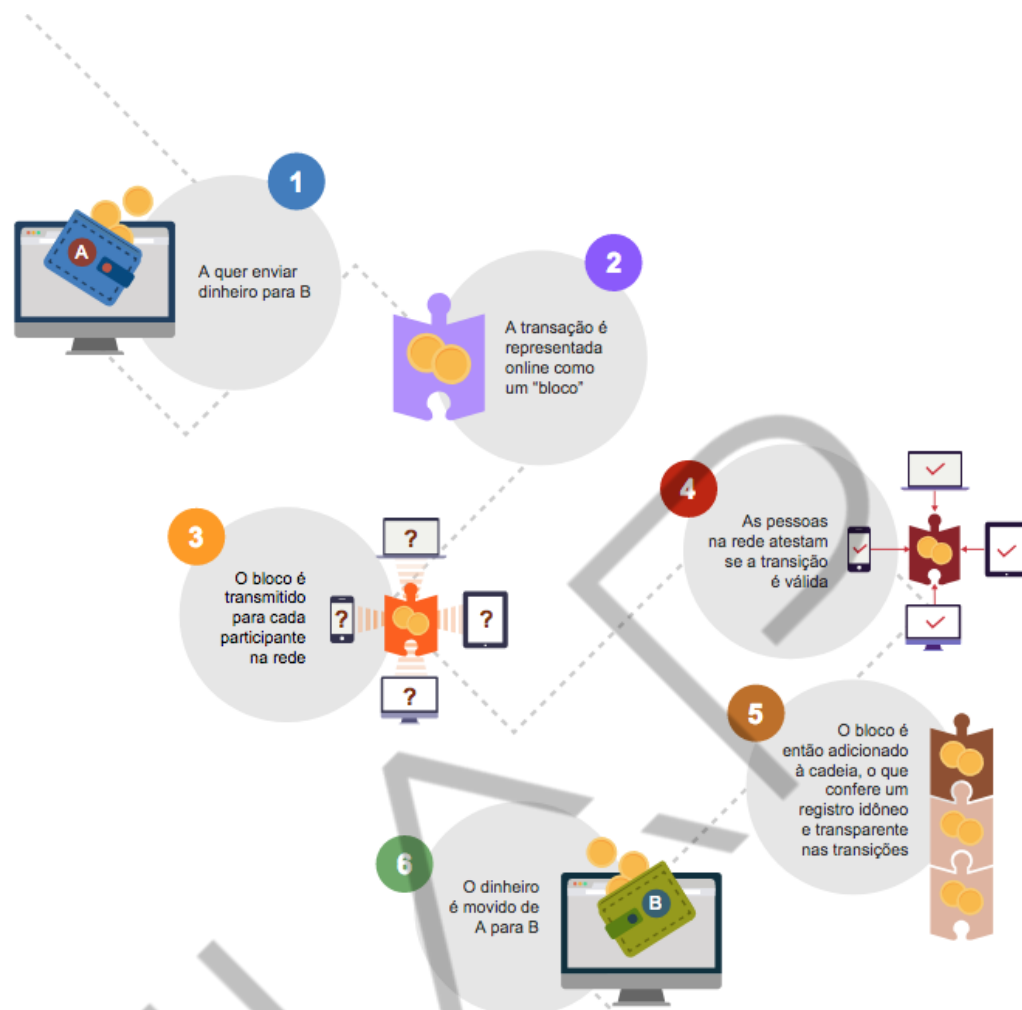 1
A
A quer enviar
dinheiro para B
2
A transação é
representada
online como
um "bloco"
3
O bloco é
transmitido
para cada
participante
na rede
?
?
?
?
4
As pessoas
na rede atestam
se a transição
é válida
5
O bloco é
então adicionado
à cadeia, o que
confere um
registro idôneo
e transparente
nas transições
6
O dinheiro
é movido de
A para B
B